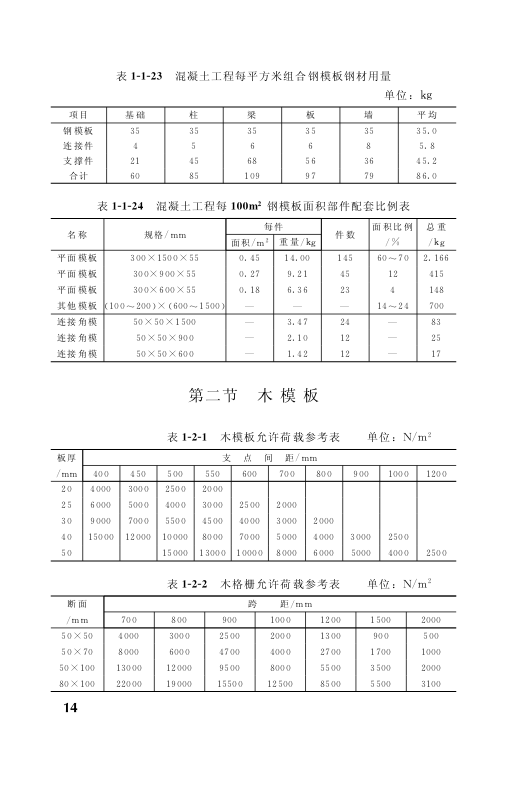 表 1-1-23 混凝土工程每平方米组合钢模板钢材用量
单位：kg
项目 基础 柱 梁 板 墙 平均
钢模板 35 35 35 35 35 35.0
连接件 4 5 6 6 8 5.8
支撑件 21 45 68 56 36 45.2
合计 60 85 109 97 79 86.0
表 1-1-24 混凝土工程每 100m² 钢模板面积部件配套比例表
名称 规格/mm 每件 件数 面积比例 总重
面积/m² 重量/kg /% /kg
平面模板 300×1500×55 0.45 14.00 145 60～70 2.166
平面模板 300×900×55 0.27 9.21 45 12 415
平面模板 300×600×55 0.18 6.36 23 4 148
其他模板 (100～200)×(600～1500) — — — 14～24 700
连接角模 50×50×1500 — 3.47 24 — 83
连接角模 50×50×900 — 2.10 12 — 25
连接角模 50×50×600 — 1.42 12 — 17
第二节 木模板
表 1-2-1 木模板允许荷载参考表 单位：N/m²
板厚 支 点 间 距/mm
/mm 400 450 500 550 600 700 800 900 1000 1200
20 4000 3000 2500 2000
25 6000 5000 4000 3000 2500 2000
30 9000 7000 5500 4500 4000 3000 2000
40 15000 12000 10000 8000 7000 5000 4000 3000 2500
50 15000 13000 10000 8000 6000 5000 4000 2500
表 1-2-2 木格栅允许荷载参考表 单位：N/m²
断面 跨 距/mm
/mm 700 800 900 1000 1200 1500 2000
50×50 4000 3000 2500 2000 1300 900 500
50×70 8000 6000 4700 4000 2700 1700 1000
50×100 13000 12000 9500 8000 5500 3500 2000
80×100 22000 19000 15500 12500 8500 5500 3100
14